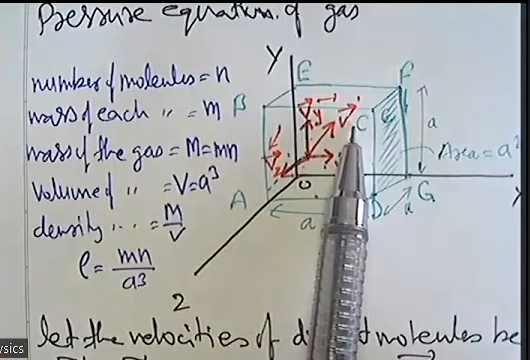 Pressure equation of gas
number of molecules = n
mass of each " = m
mass of the gas = M = mn
volume of " = V = a³
density " = M/V
ρ = mn/a³
Y
E
F
B
C
a
Area = a²
O
A
D
G
X
a
Z
let the velocities of molecules be
ysics